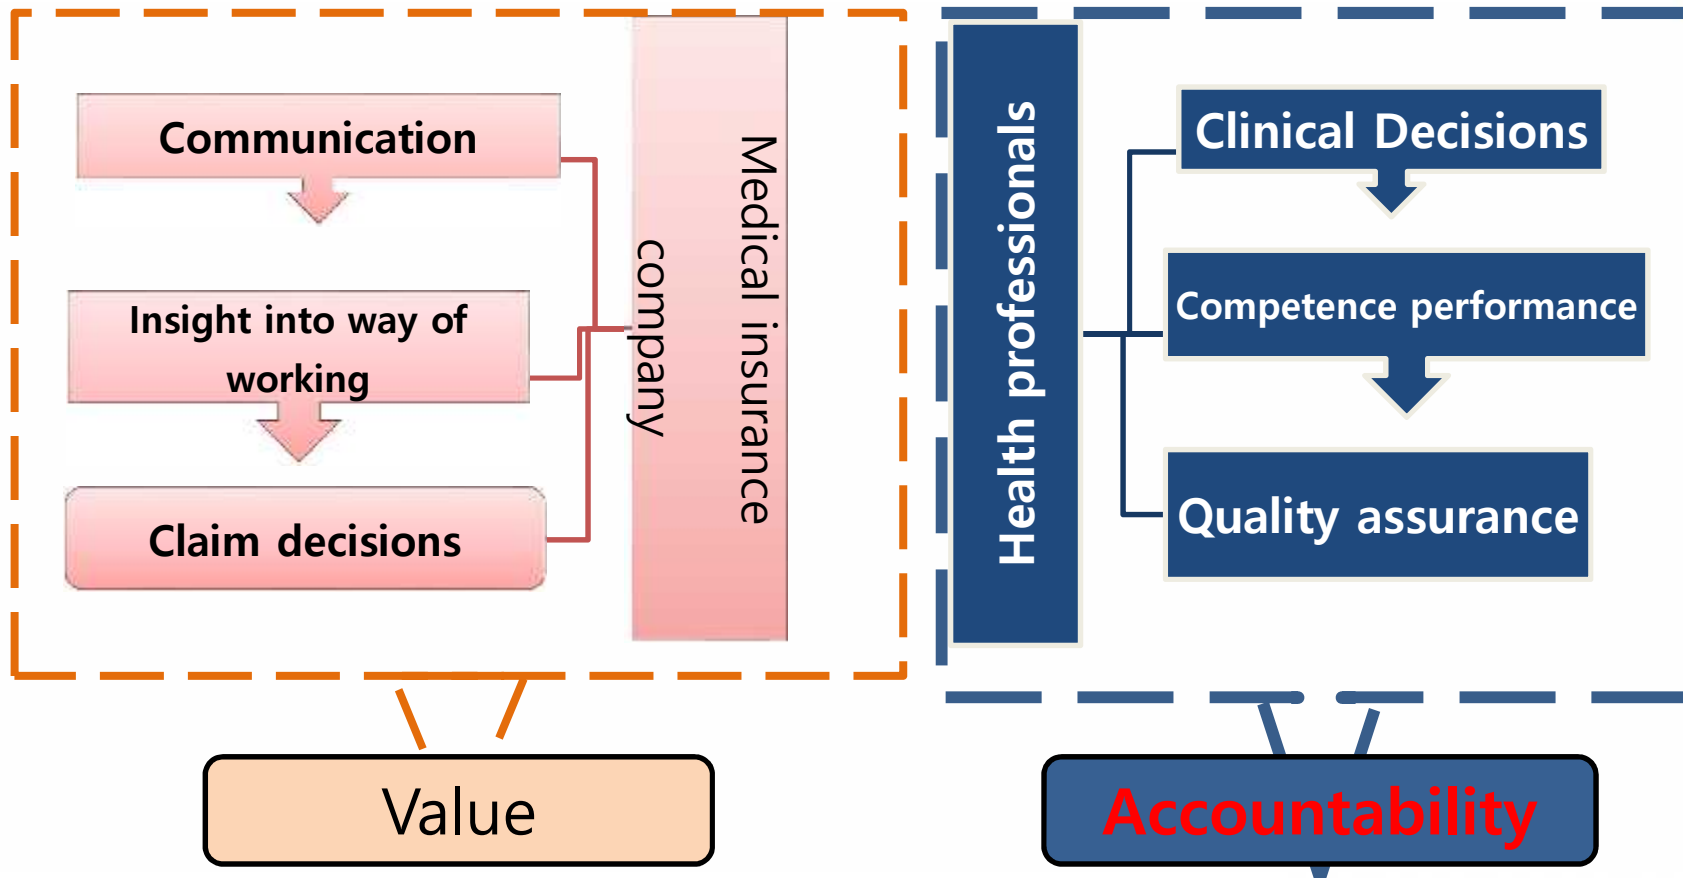 Communication
Insight into way of
working
Claim decisions
Medical insurance
company
Health professionals
Clinical Decisions
Competence performance
Quality assurance
Value
Accountability